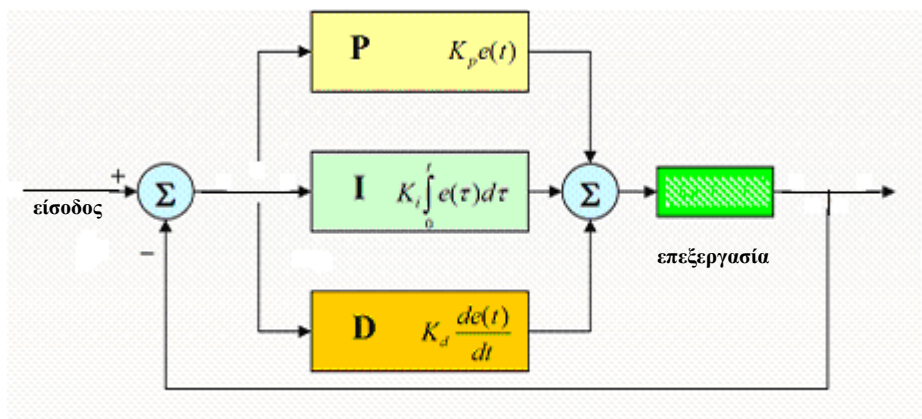 P K_p e(t)
+
Σ
είσοδος
−
I K_i ∫_0^t e(τ)dτ
Σ
επεξεργασία
D K_d de(t)/dt